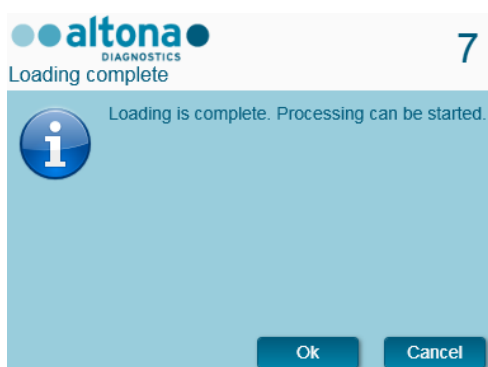 altona
DIAGNOSTICS
7
Loading complete
Loading is complete. Processing can be started.
Ok
Cancel